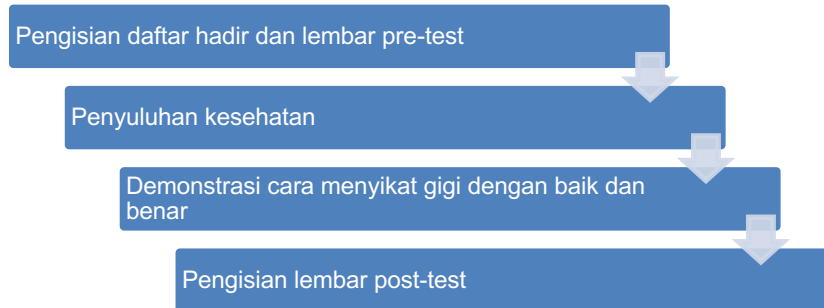 Pengisian daftar hadir dan lembar pre-test
Penyuluhan kesehatan
Demonstrasi cara menyikat gigi dengan baik dan
benar
Pengisian lembar post-test